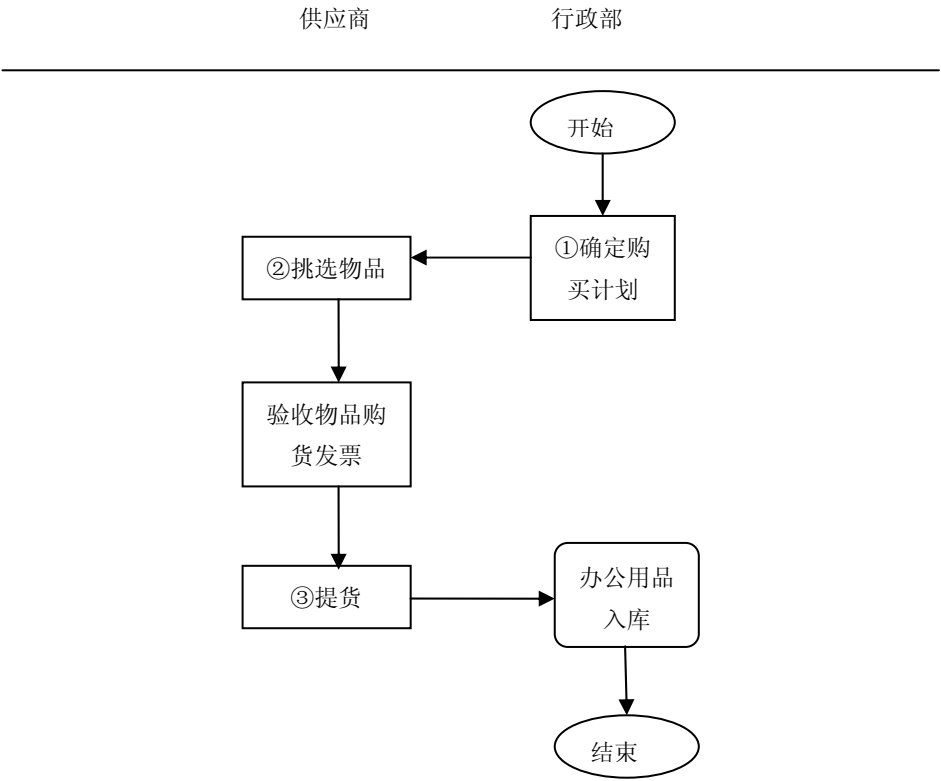 供应商
行政部
开始
①确定购
买计划
②挑选物品
验收物品购
货发票
③提货
办公用品
入库
结束